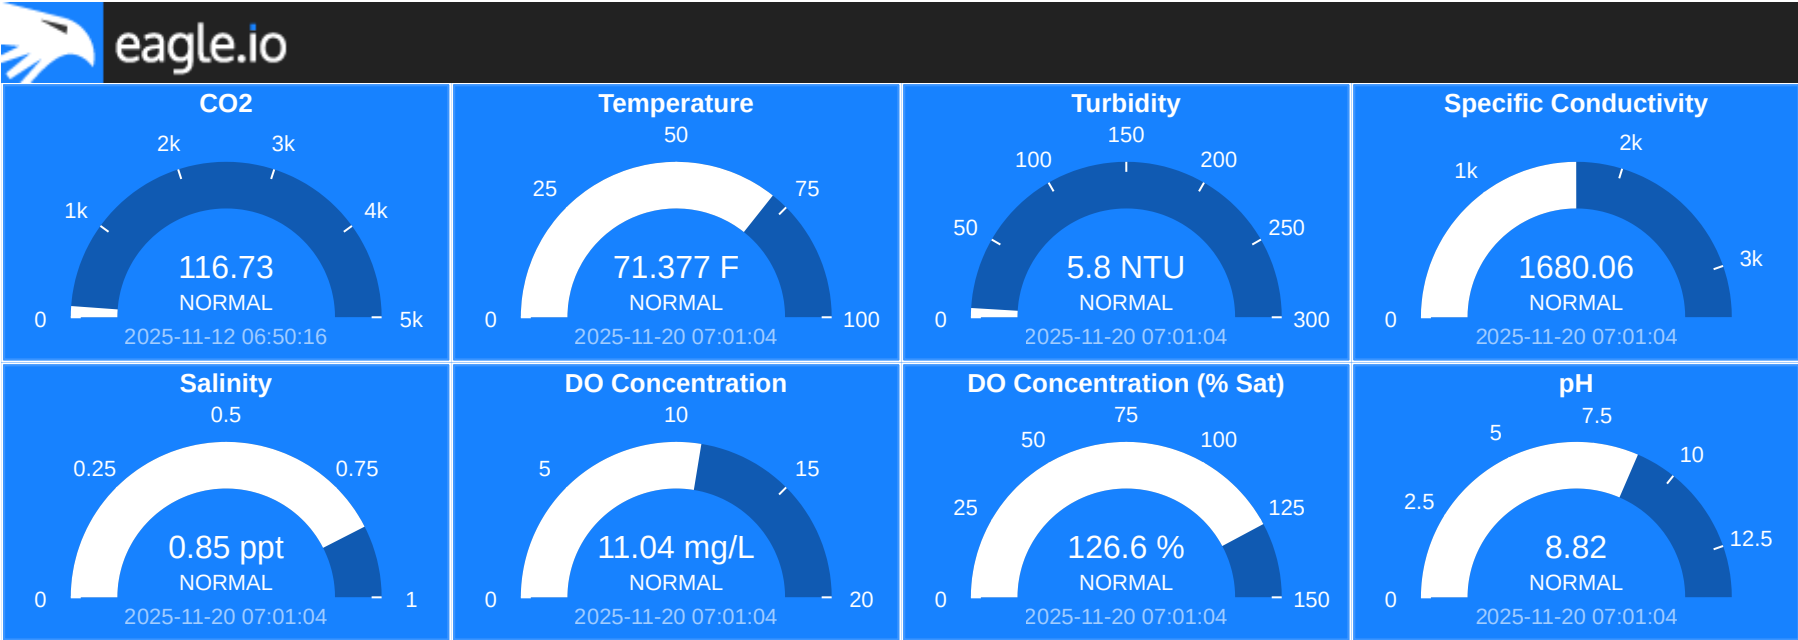 eagle.io
CO2
2k 3k
1k 4k
116.73
NORMAL
0 5k
2025-11-12 06:50:16
Temperature
50
25 75
71.377 F
NORMAL
0 100
2025-11-20 07:01:04
Turbidity
150
100 200
50 250
5.8 NTU
NORMAL
0 300
2025-11-20 07:01:04
Specific Conductivity
2k
1k
3k
1680.06
NORMAL
0
2025-11-20 07:01:04
Salinity
0.5
0.25 0.75
0.85 ppt
NORMAL
0 1
2025-11-20 07:01:04
DO Concentration
10
5 15
11.04 mg/L
NORMAL
0 20
2025-11-20 07:01:04
DO Concentration (% Sat)
75
50 100
25 125
126.6 %
NORMAL
0 150
2025-11-20 07:01:04
pH
7.5
5 10
2.5 12.5
8.82
NORMAL
0
2025-11-20 07:01:04